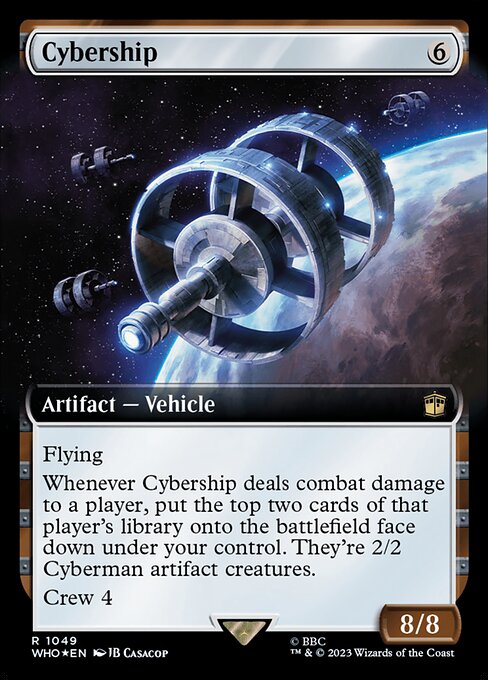 Cybership 6
Artifact — Vehicle
Flying
Whenever Cybership deals combat damage
to a player, put the top two cards of that
player's library onto the battlefield face
down under your control. They're 2/2
Cyberman artifact creatures.
Crew 4
8/8
R 1049
WHO★EN JB Casacop
© BBC
™ & © 2023 Wizards of the Coast